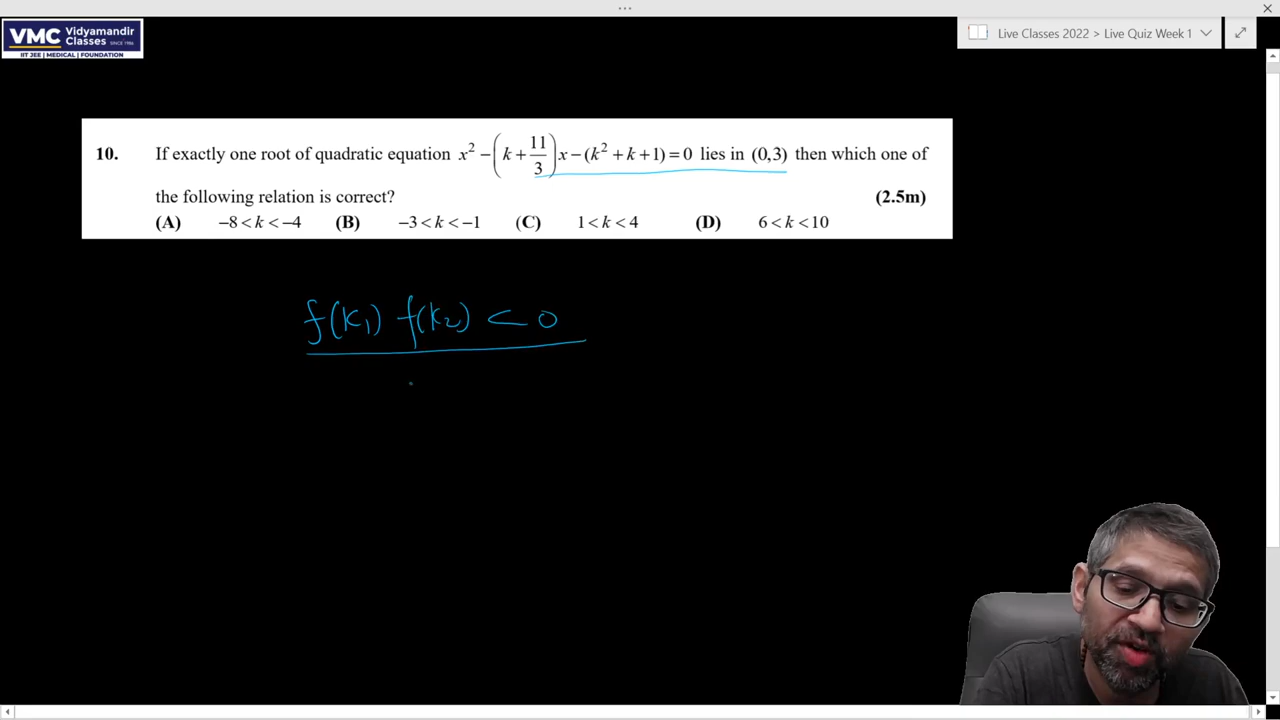 VMC Vidyamandir Classes SINCE 1986
IIT JEE | MEDICAL | FOUNDATION
Live Classes 2022 > Live Quiz Week 1
10. If exactly one root of quadratic equation x² − (k + 11/3)x − (k² + k + 1) = 0 lies in (0,3) then which one of
the following relation is correct? (2.5m)
(A) −8 < k < −4 (B) −3 < k < −1 (C) 1 < k < 4 (D) 6 < k < 10
f(k₁) f(k₂) < 0